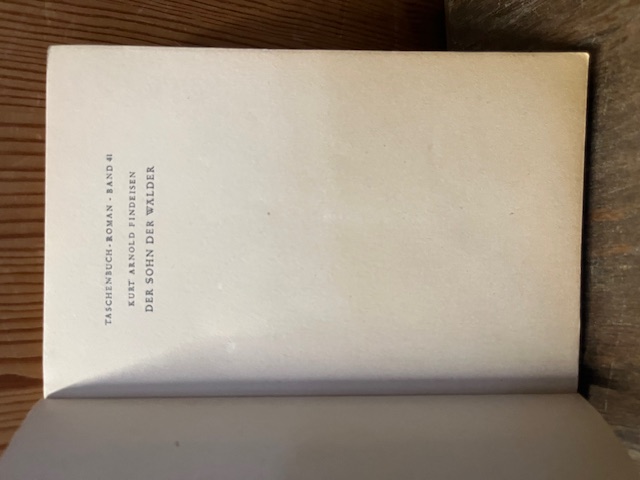 TASCHENBUCH-ROMAN · BAND 41
KURT ARNOLD FINDEISEN
DER SOHN DER WÄLDER